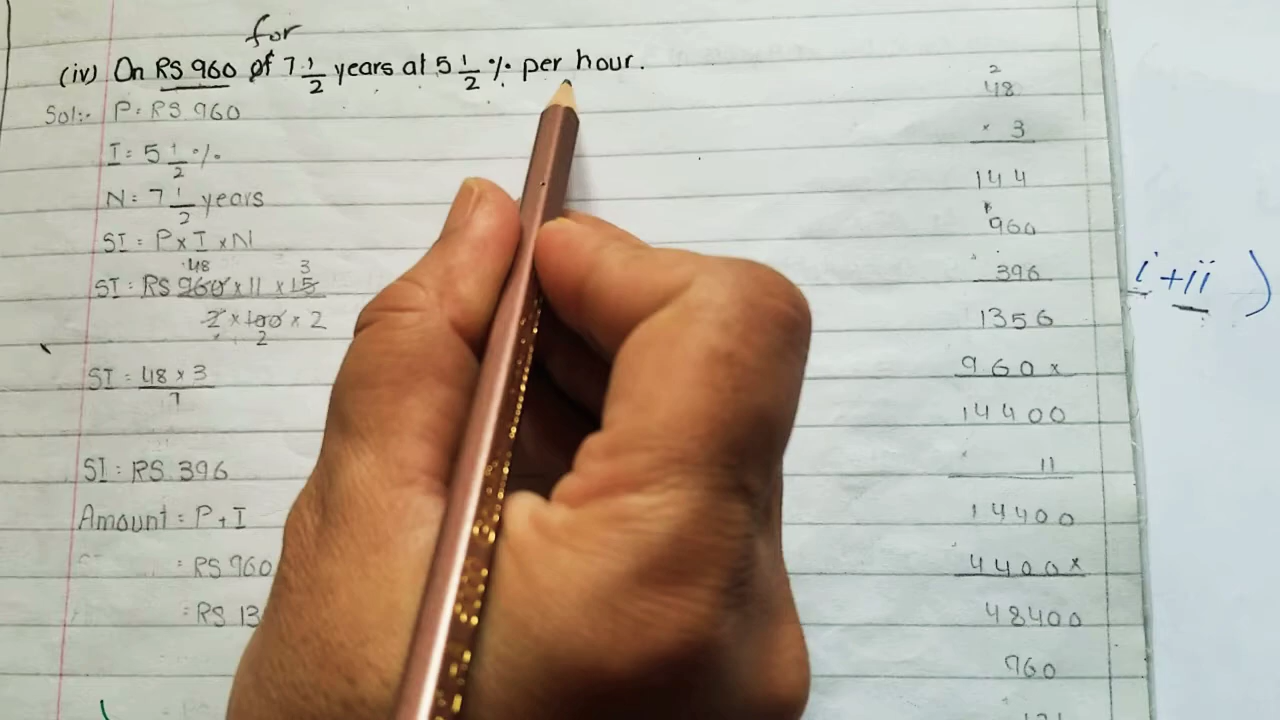 for
(iv) On RS 960 of 7 1/2 years at 5 1/2 % per hour.
Sol:- P: RS 960
I: 5 1/2 %
N: 7 1/2 years
SI: P x I x N
48 3
SI: RS 960 x 11 x 15
2 x 100 x 2
2
SI = 48 x 3
SI: RS. 396
Amount = P + I
= RS 960
= RS 13
2
48
x 3
144
960
396
1356
960 x
14400
11
14400
4400 x
48400
960
i + ii )